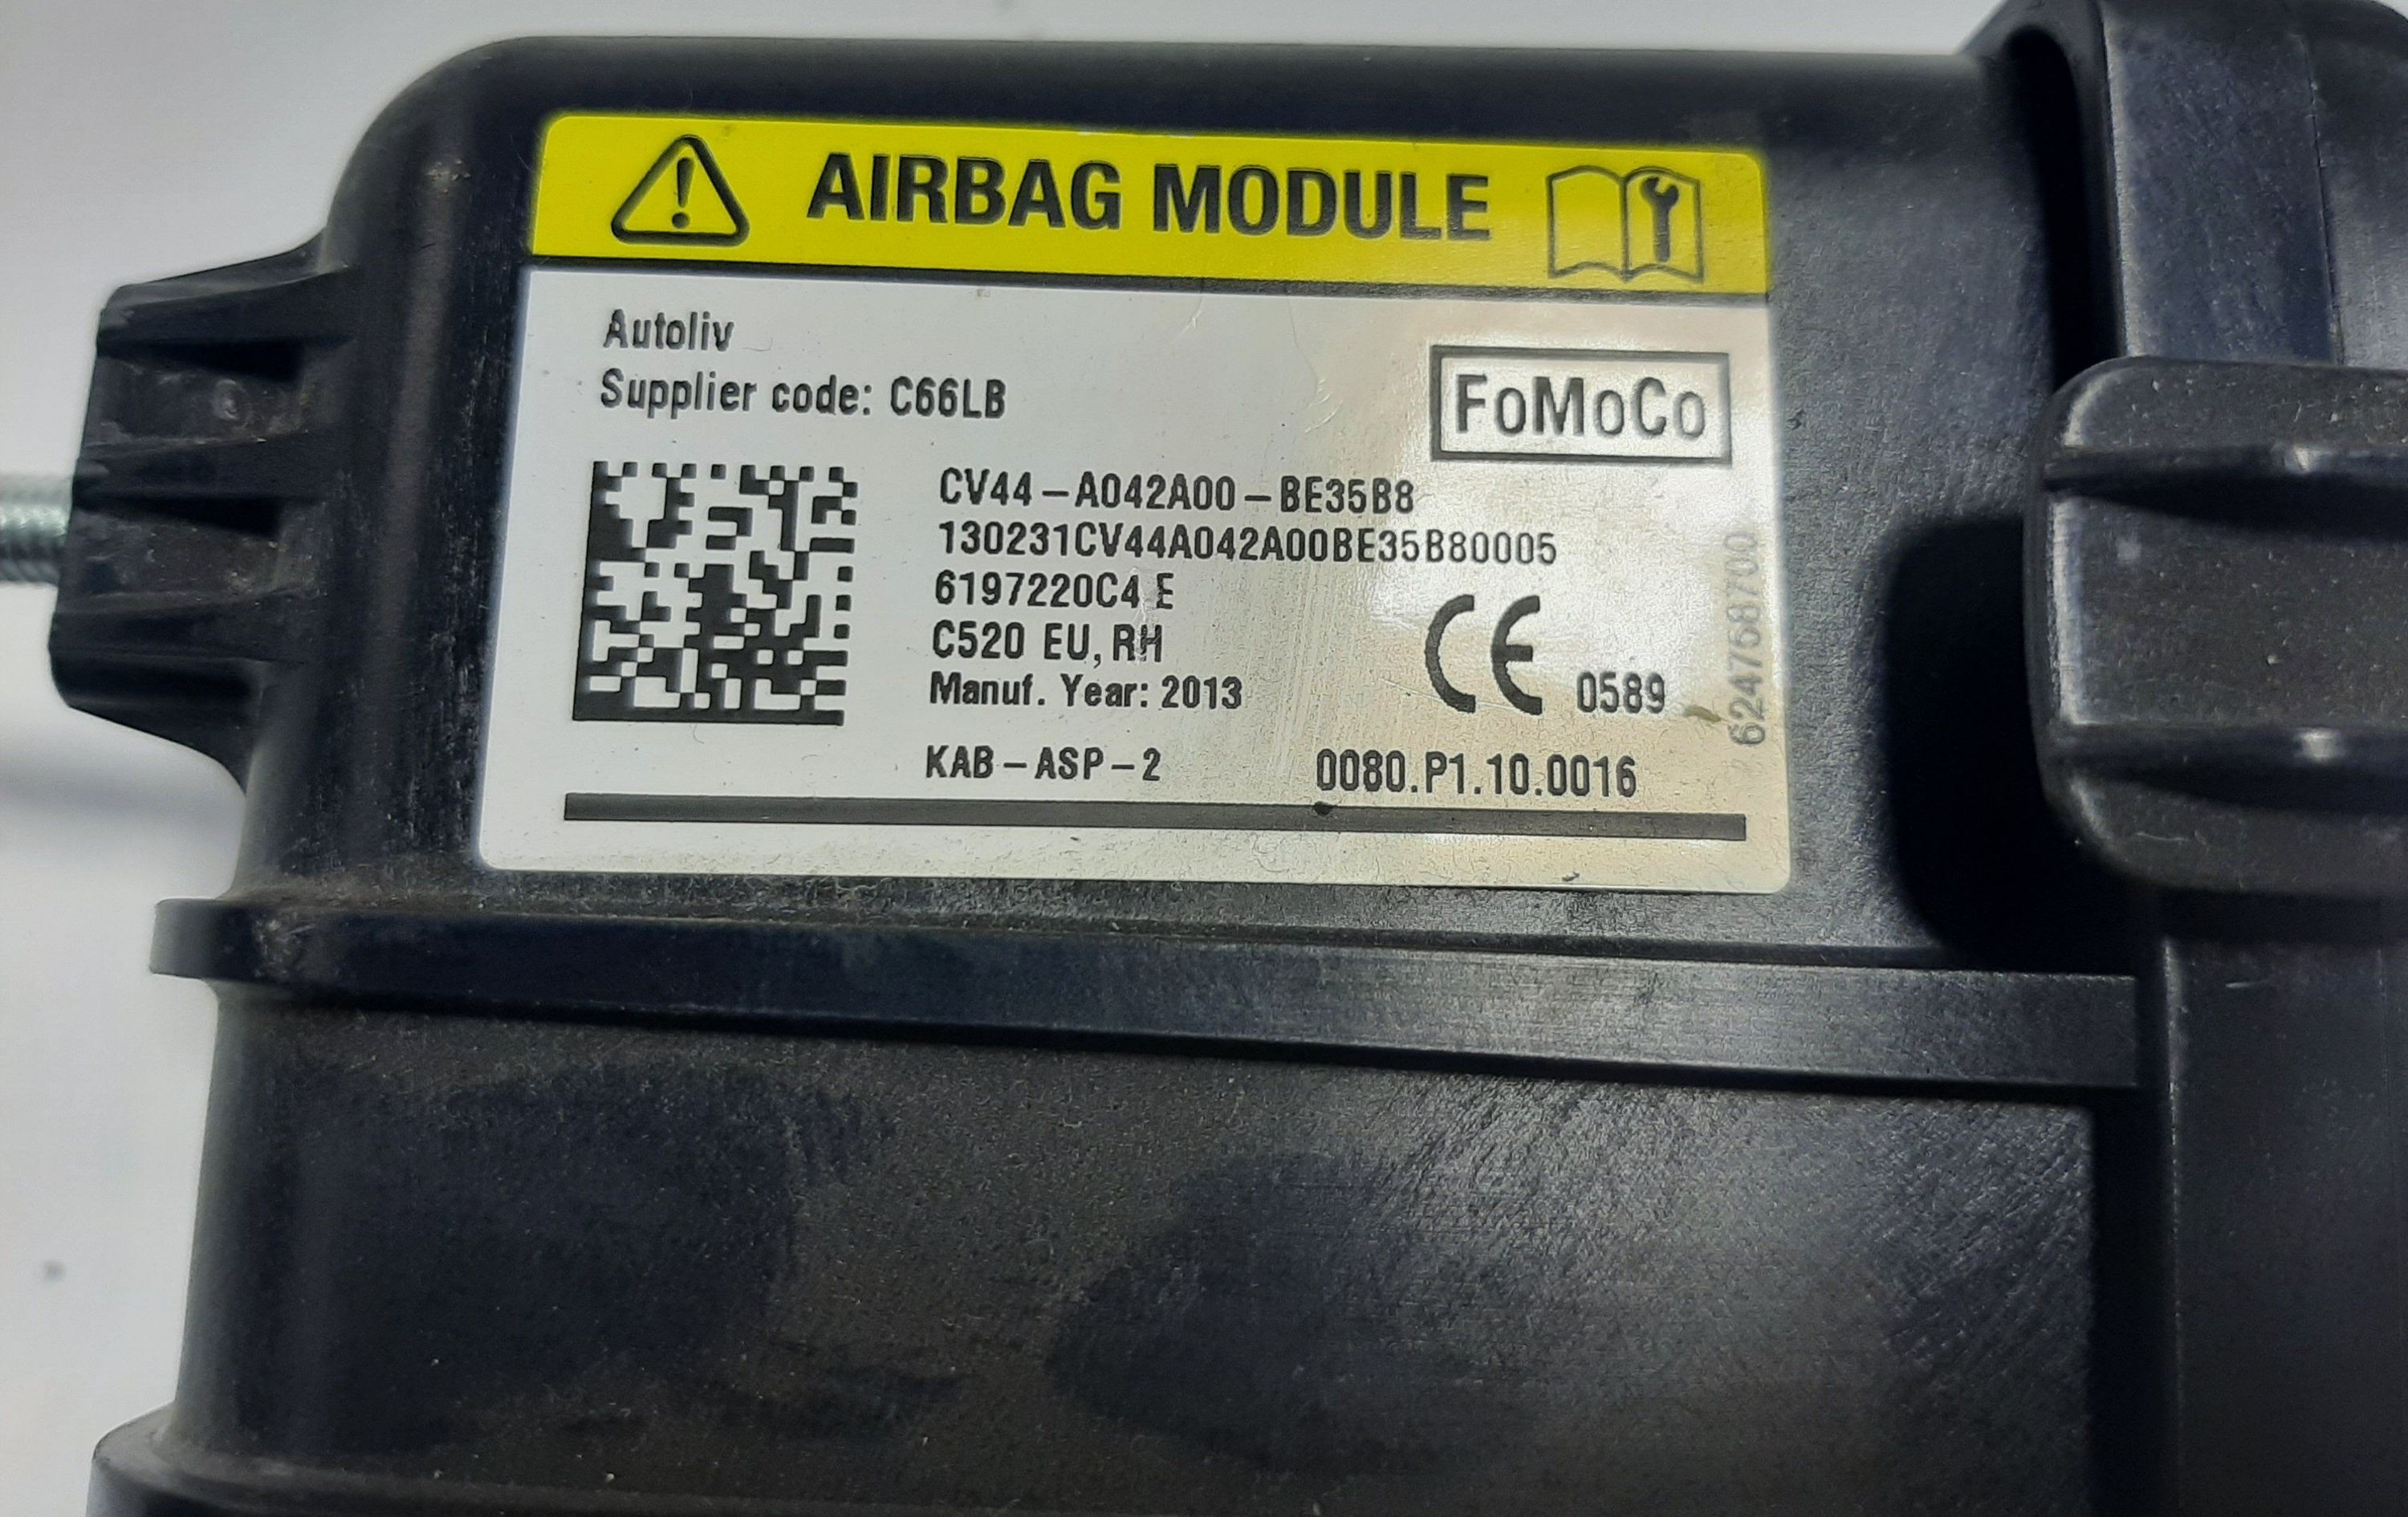 AIRBAG MODULE
Autoliv
Supplier code: C66LB
FoMoCo
CV44-A042A00-BE35B8
130231CV44A042A00BE35B80005
6197220C4 E
C520 EU, RH
Manuf. Year: 2013
CE 0589
KAB-ASP-2
0080.P1.10.0016
6247587700